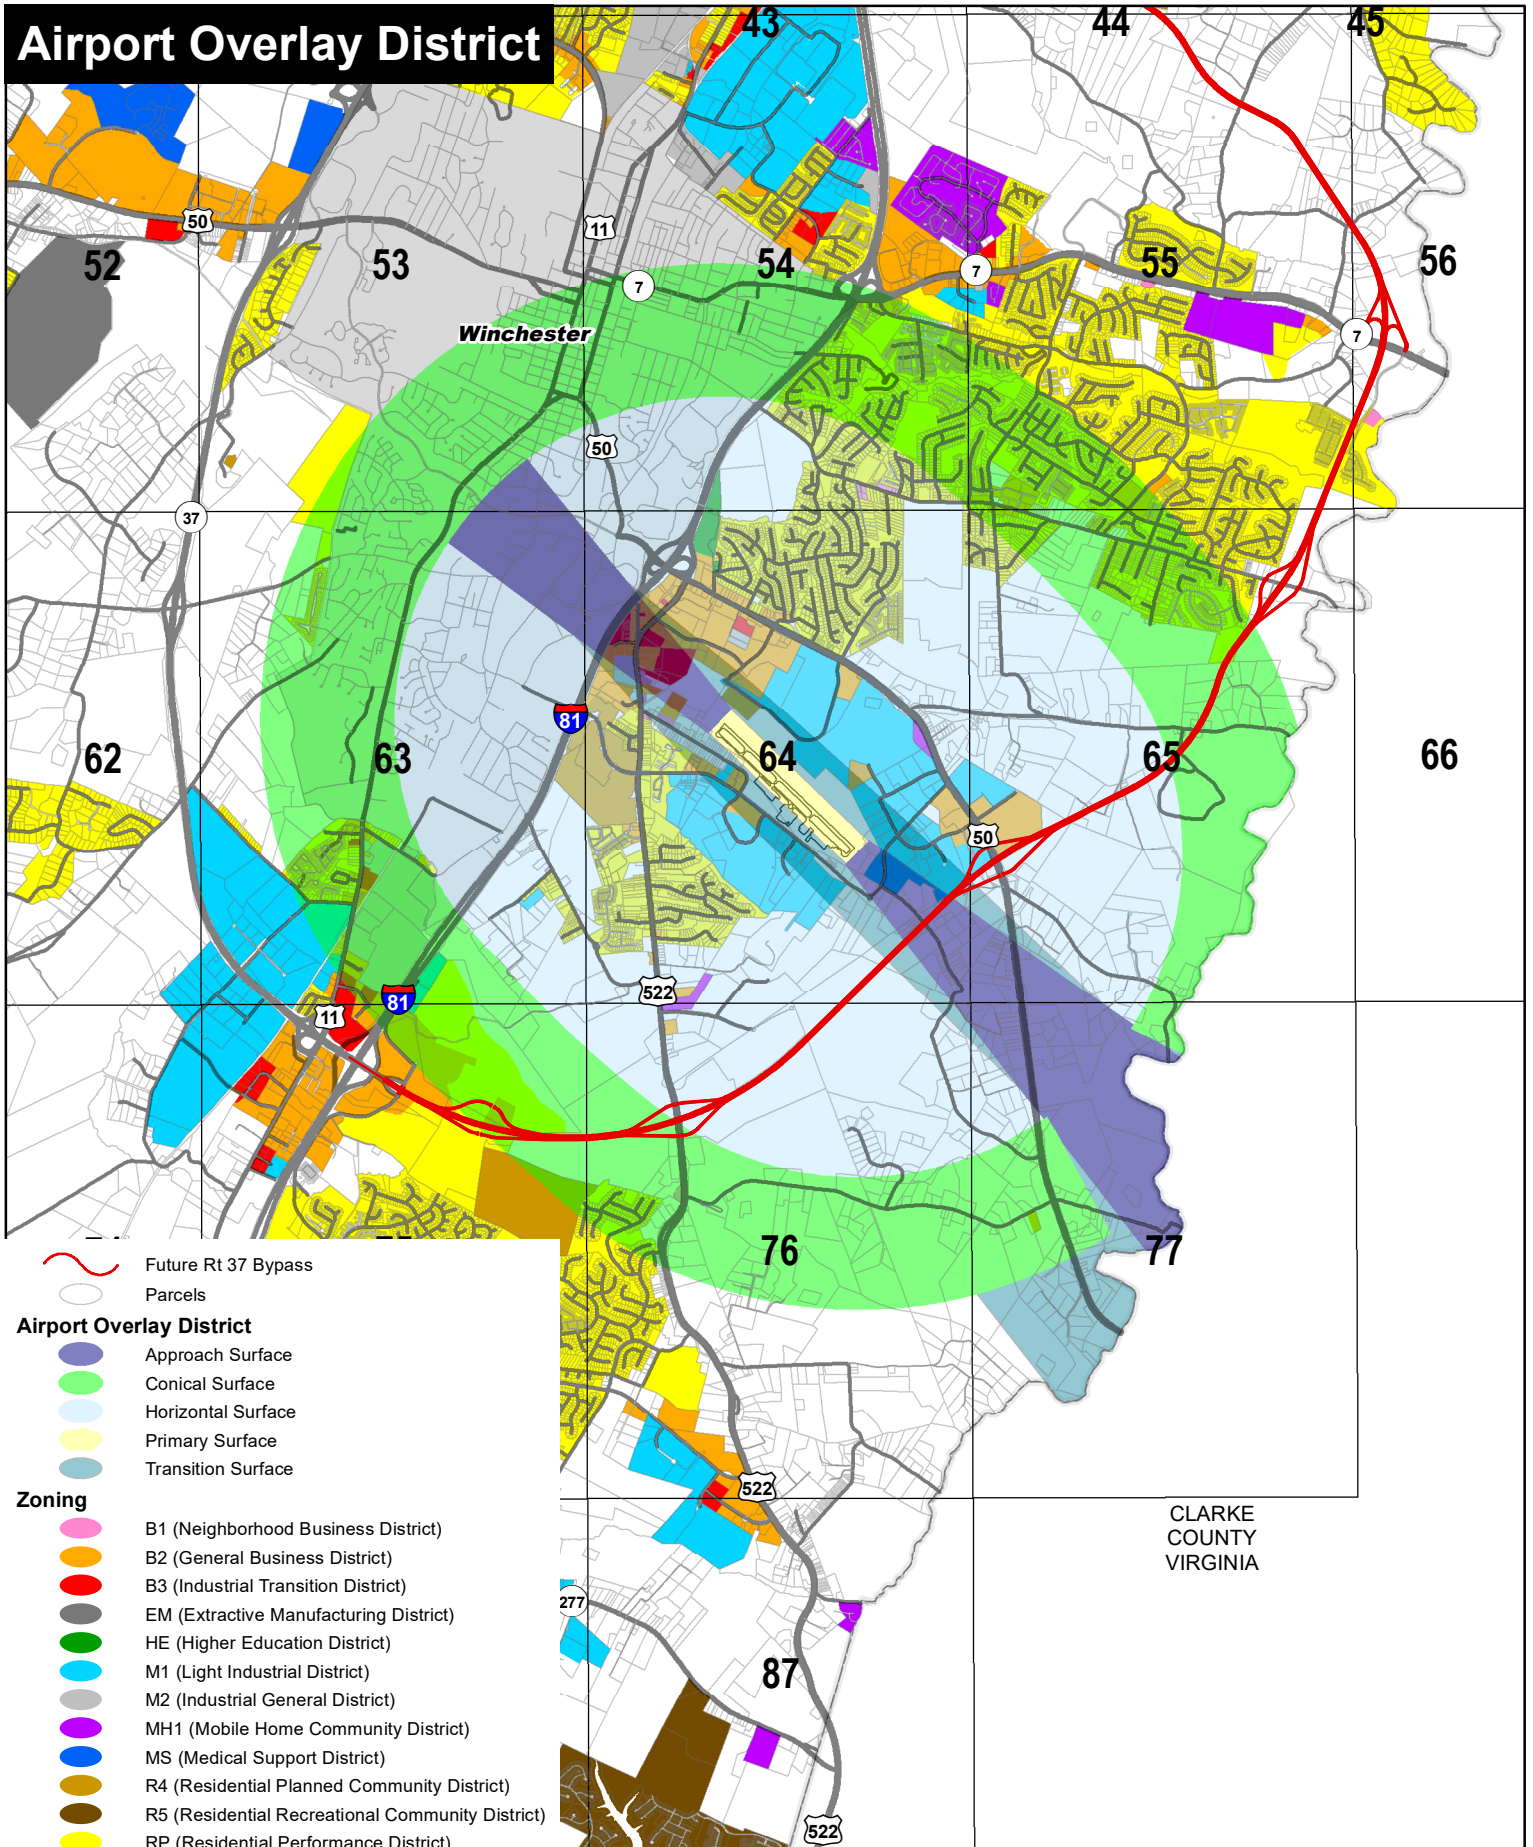 Airport Overlay District
43
44
45
50
11
52
53
54
7
55
56
7
7
Winchester
50
37
62
63
81
64
65
66
50
522
81
11
76
77
Future Rt 37 Bypass
Parcels
Airport Overlay District
Approach Surface
Conical Surface
Horizontal Surface
Primary Surface
Transition Surface
Zoning
B1 (Neighborhood Business District)
B2 (General Business District)
B3 (Industrial Transition District)
EM (Extractive Manufacturing District)
HE (Higher Education District)
M1 (Light Industrial District)
M2 (Industrial General District)
MH1 (Mobile Home Community District)
MS (Medical Support District)
R4 (Residential Planned Community District)
R5 (Residential Recreational Community District)
RP (Residential Performance District)
522
CLARKE
COUNTY
VIRGINIA
277
87
522